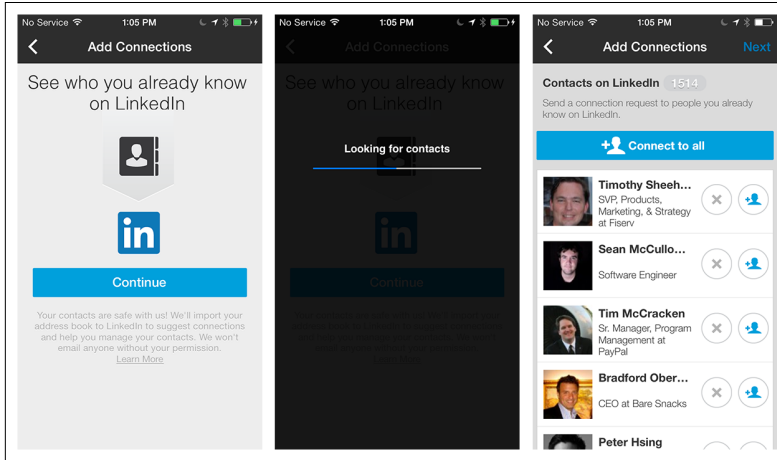 No Service 1:05 PM
Add Connections
See who you already know
on LinkedIn
in
Continue
Your contacts are safe with us! We'll import your
address book to LinkedIn to suggest connections
and help you manage your contacts. We won't
email anyone without your permission.
Learn More
No Service 1:05 PM
Add Connections
See who you already know
on LinkedIn
Looking for contacts
in
Continue
Learn More
No Service 1:05 PM
Add Connections Next
Contacts on LinkedIn 1514
Send a connection request to people you already
know on LinkedIn.
Connect to all
Timothy Sheeh...
SVP, Products,
Marketing, & Strategy
at Fiserv
Sean McCullo...
Software Engineer
Tim McCracken
Sr. Manager, Program
Management at
PayPal
Bradford Ober...
CEO at Bare Snacks
Peter Hsing